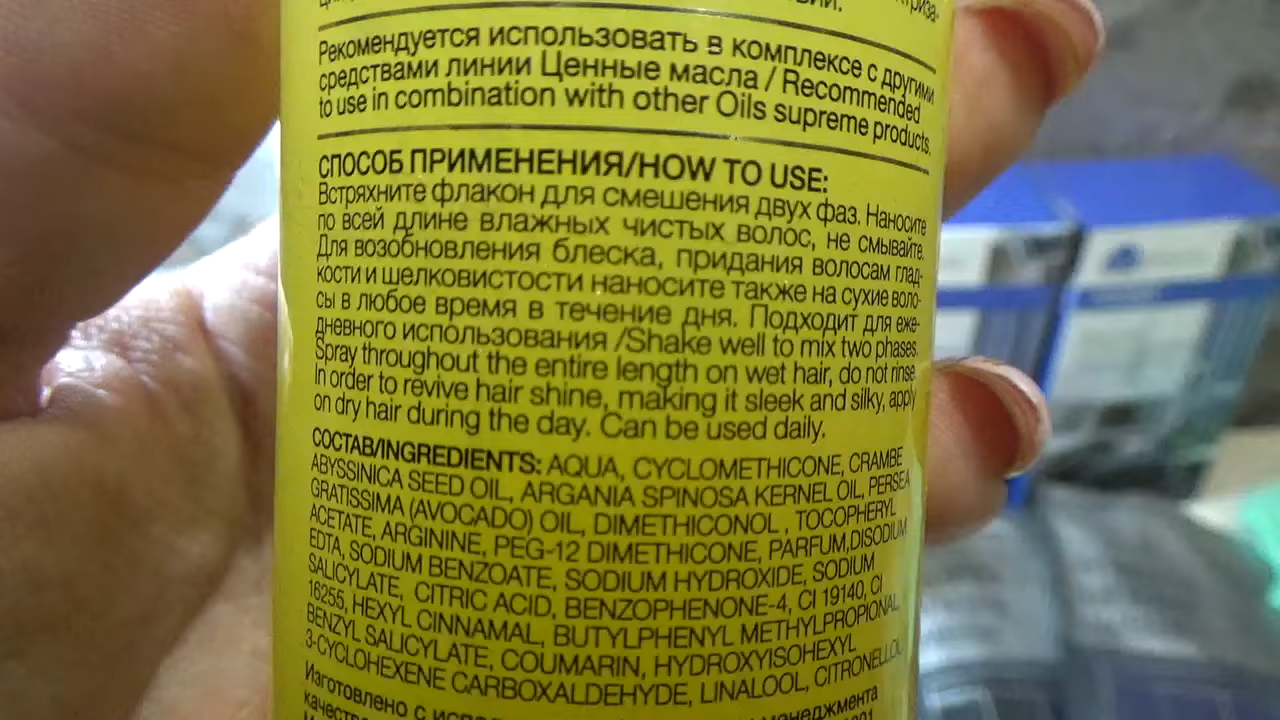 Рекомендуется использовать в комплексе с другими
средствами линии Ценные масла / Recommended
to use in combination with other Oils supreme products.
СПОСОБ ПРИМЕНЕНИЯ/HOW TO USE:
Встряхните флакон для смешения двух фаз. Наносите
по всей длине влажных чистых волос, не смывайте.
Для возобновления блеска, придания волосам глад-
кости и шелковистости наносите также на сухие воло-
сы в любое время в течение дня. Подходит для еже-
дневного использования /Shake well to mix two phases.
Spray throughout the entire length on wet hair, do not rinse.
In order to revive hair shine, making it sleek and silky, apply
on dry hair during the day. Can be used daily.
СОСТАВ/INGREDIENTS: AQUA, CYCLOMETHICONE, CRAMBE
ABYSSINICA SEED OIL, ARGANIA SPINOSA KERNEL OIL, PERSEA
GRATISSIMA (AVOCADO) OIL, DIMETHICONOL , TOCOPHERYL
ACETATE, ARGININE, PEG-12 DIMETHICONE, PARFUM,DISODIUM
EDTA, SODIUM BENZOATE, SODIUM HYDROXIDE, SODIUM
SALICYLATE, CITRIC ACID, BENZOPHENONE-4, CI 19140, CI
16255, HEXYL CINNAMAL, BUTYLPHENYL METHYLPROPIONAL,
BENZYL SALICYLATE, COUMARIN, HYDROXYISOHEXYL
3-CYCLOHEXENE CARBOXALDEHYDE, LINALOOL, CITRONELLOL
Изготовлено с менеджмента